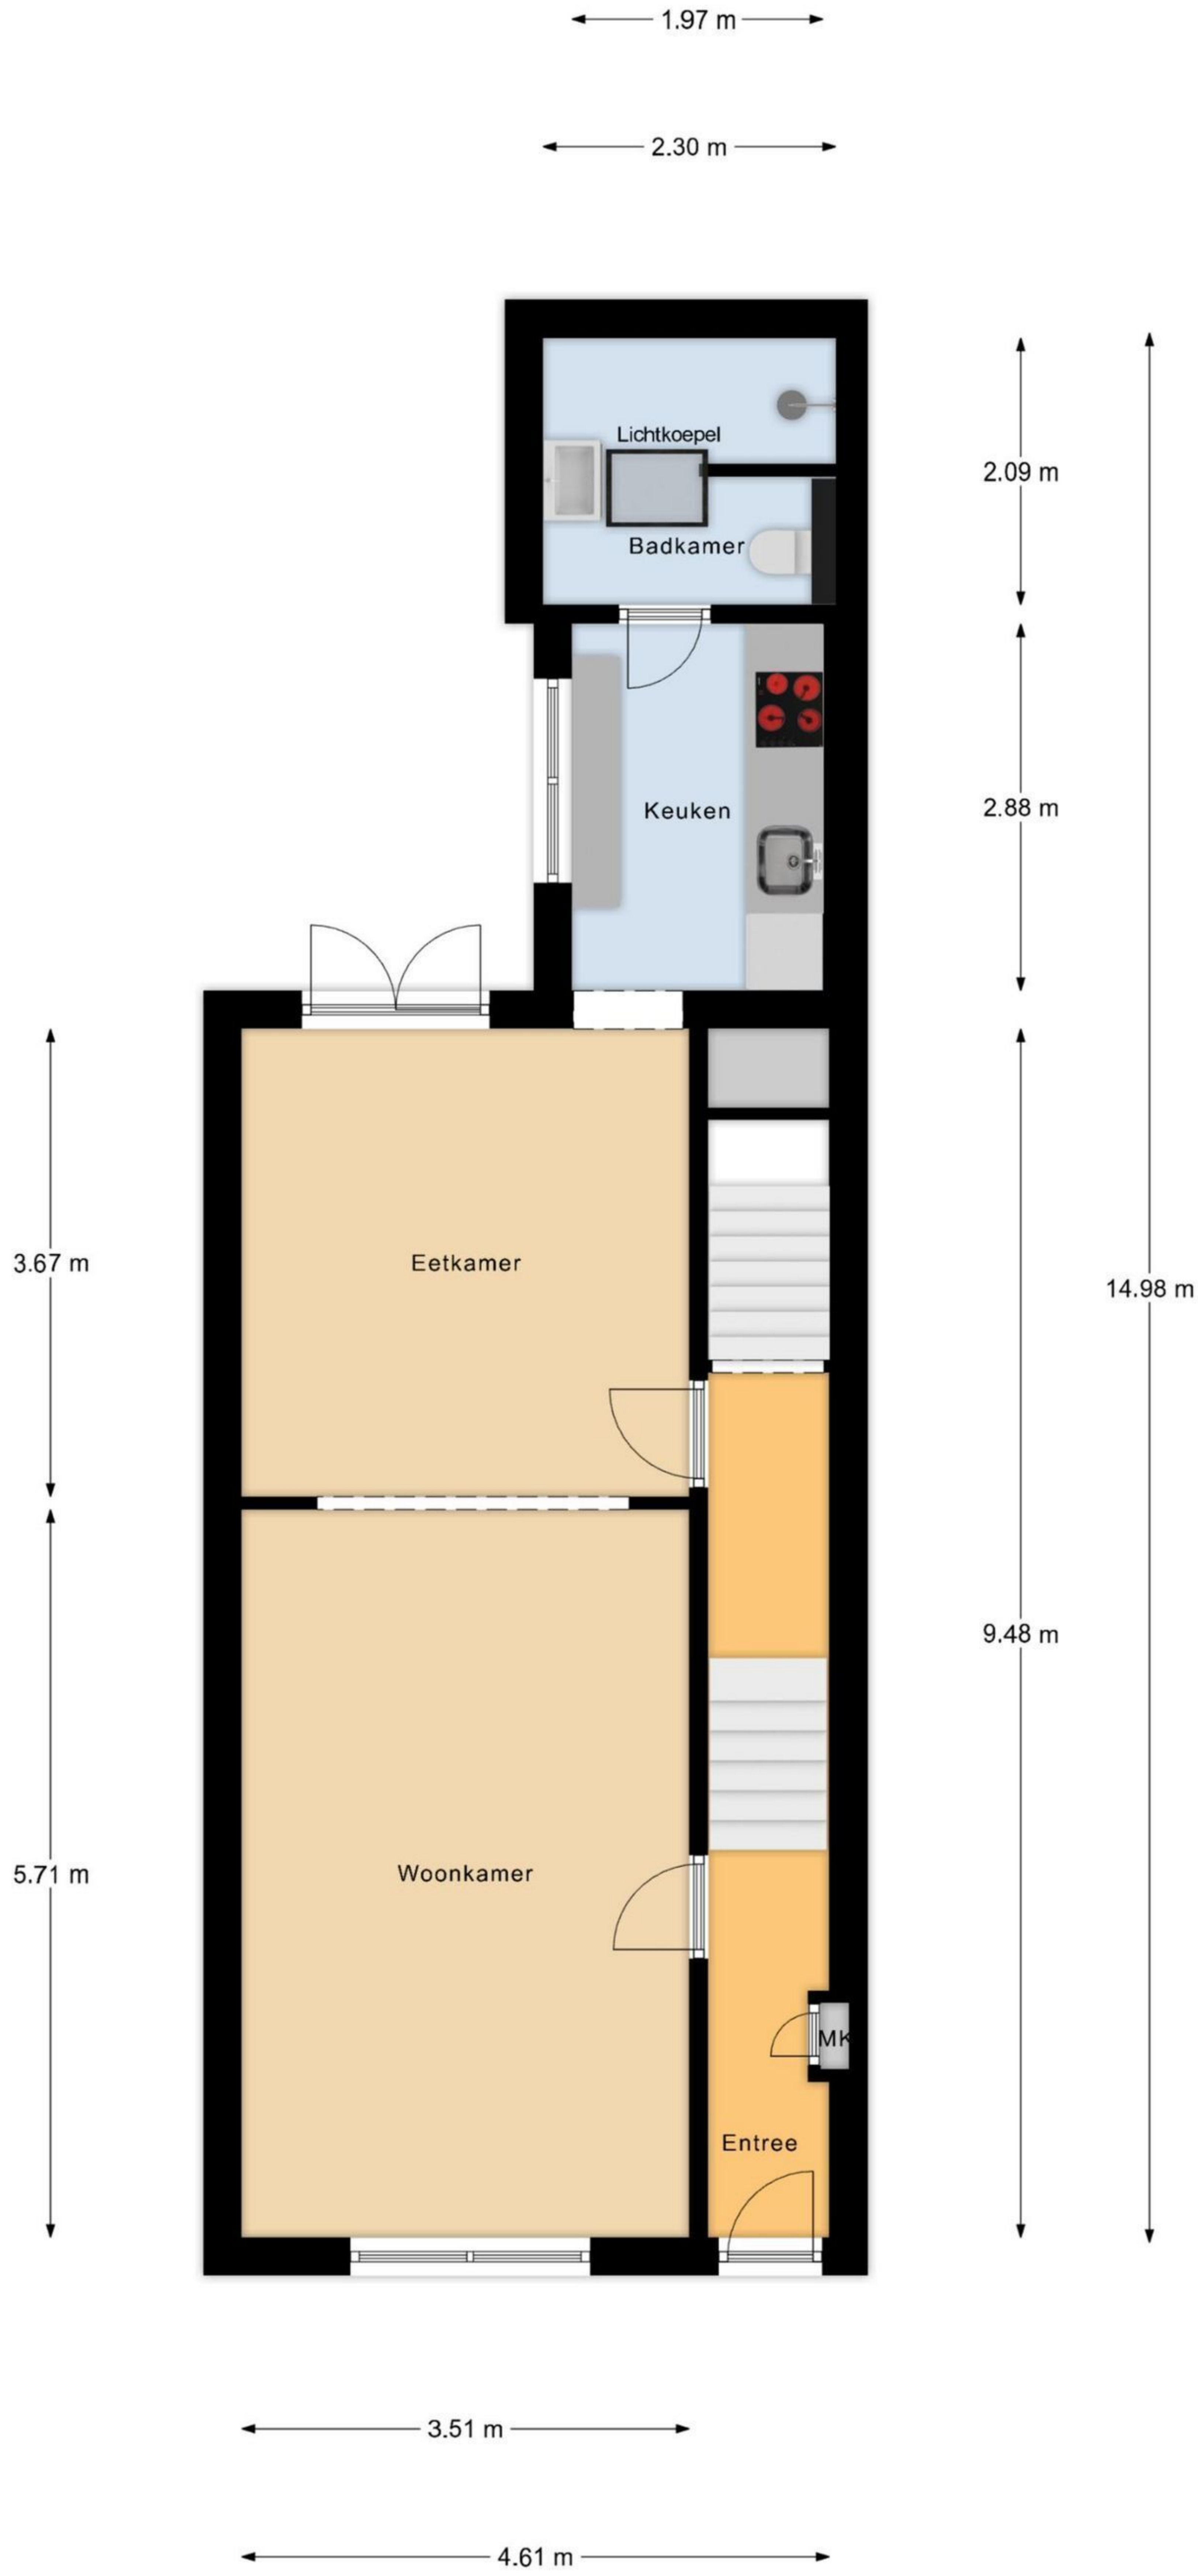 1.97 m
2.30 m
Lichtkoepel
2.09 m
Badkamer
2.88 m
Keuken
3.67 m
Eetkamer
14.98 m
9.48 m
5.71 m
Woonkamer
MK
Entree
3.51 m
4.61 m